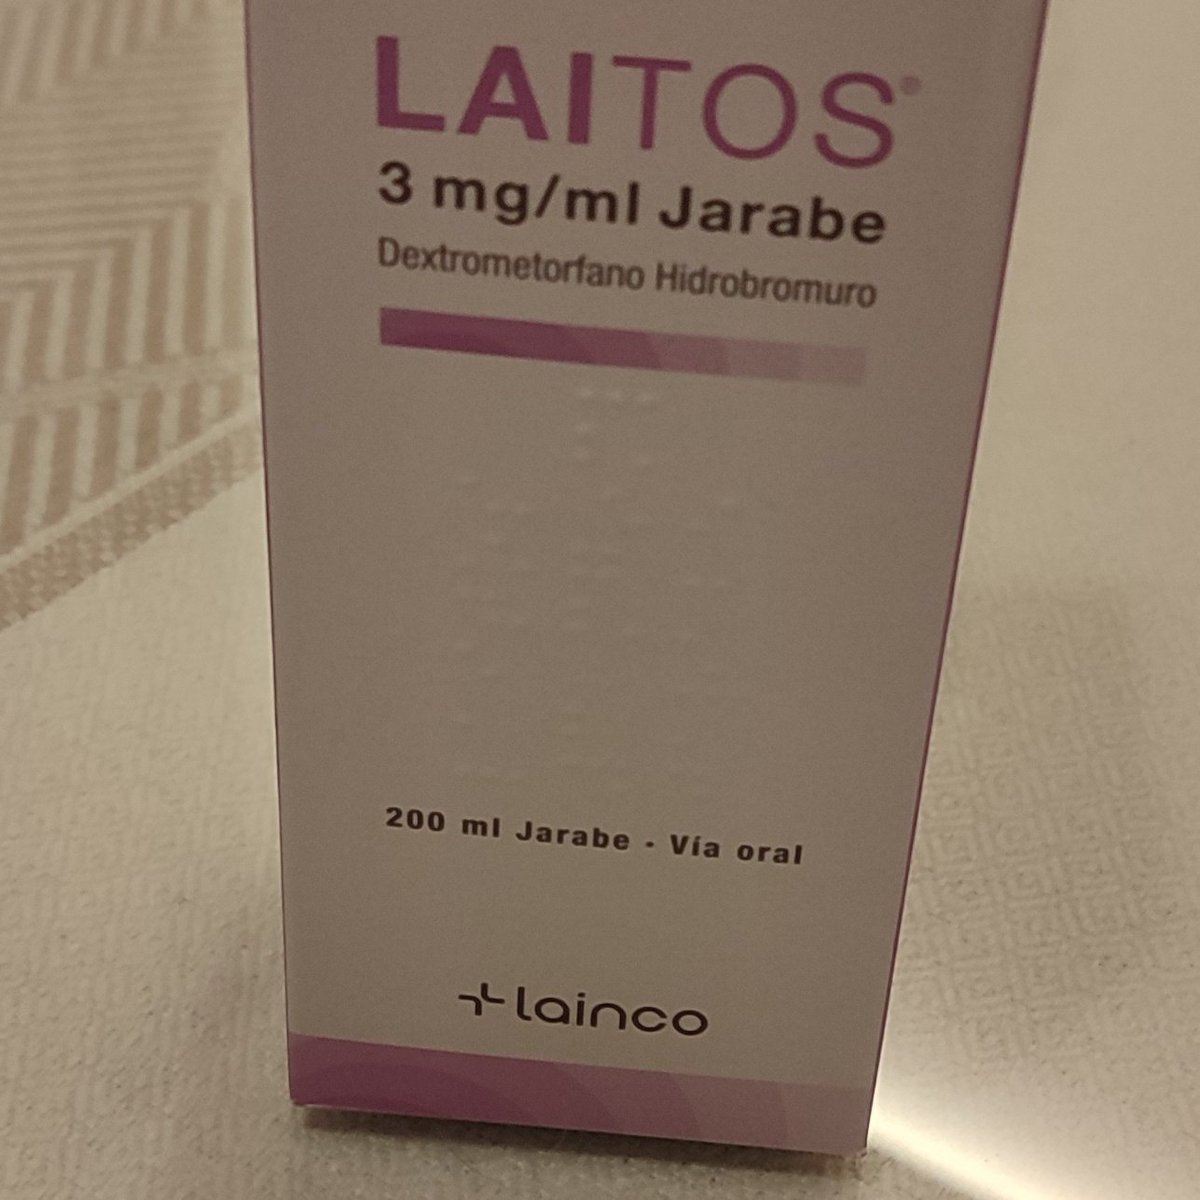 LAITOS®
3 mg/ml Jarabe
Dextrometorfano Hidrobromuro
200 ml Jarabe · Vía oral
lainco